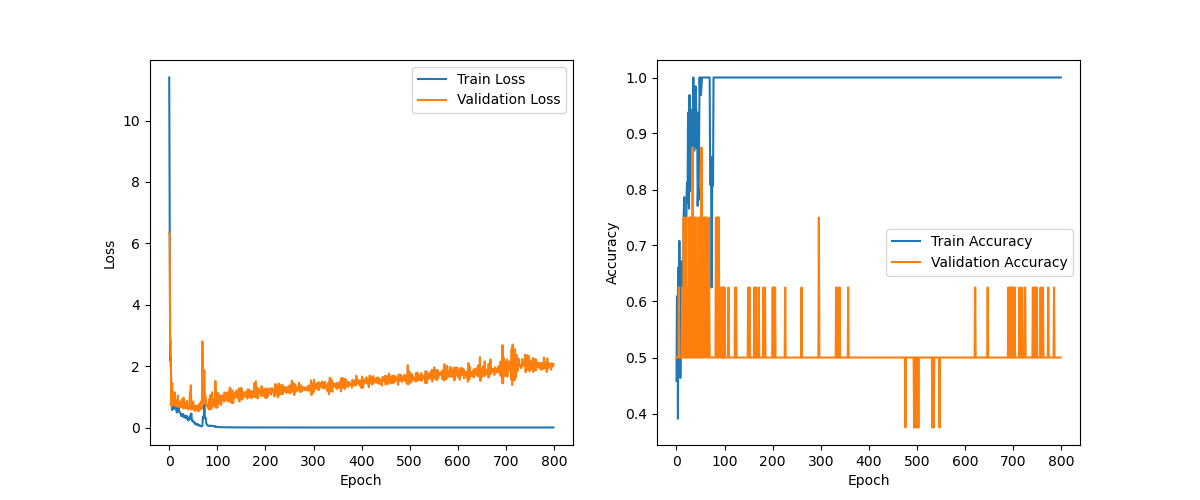 Train Loss
Validation Loss
10
8
6
4
2
0
Loss
0 100 200 300 400 500 600 700 800
Epoch
1.0
0.9
0.8
0.7
0.6
0.5
0.4
Accuracy
Train Accuracy
Validation Accuracy
0 100 200 300 400 500 600 700 800
Epoch